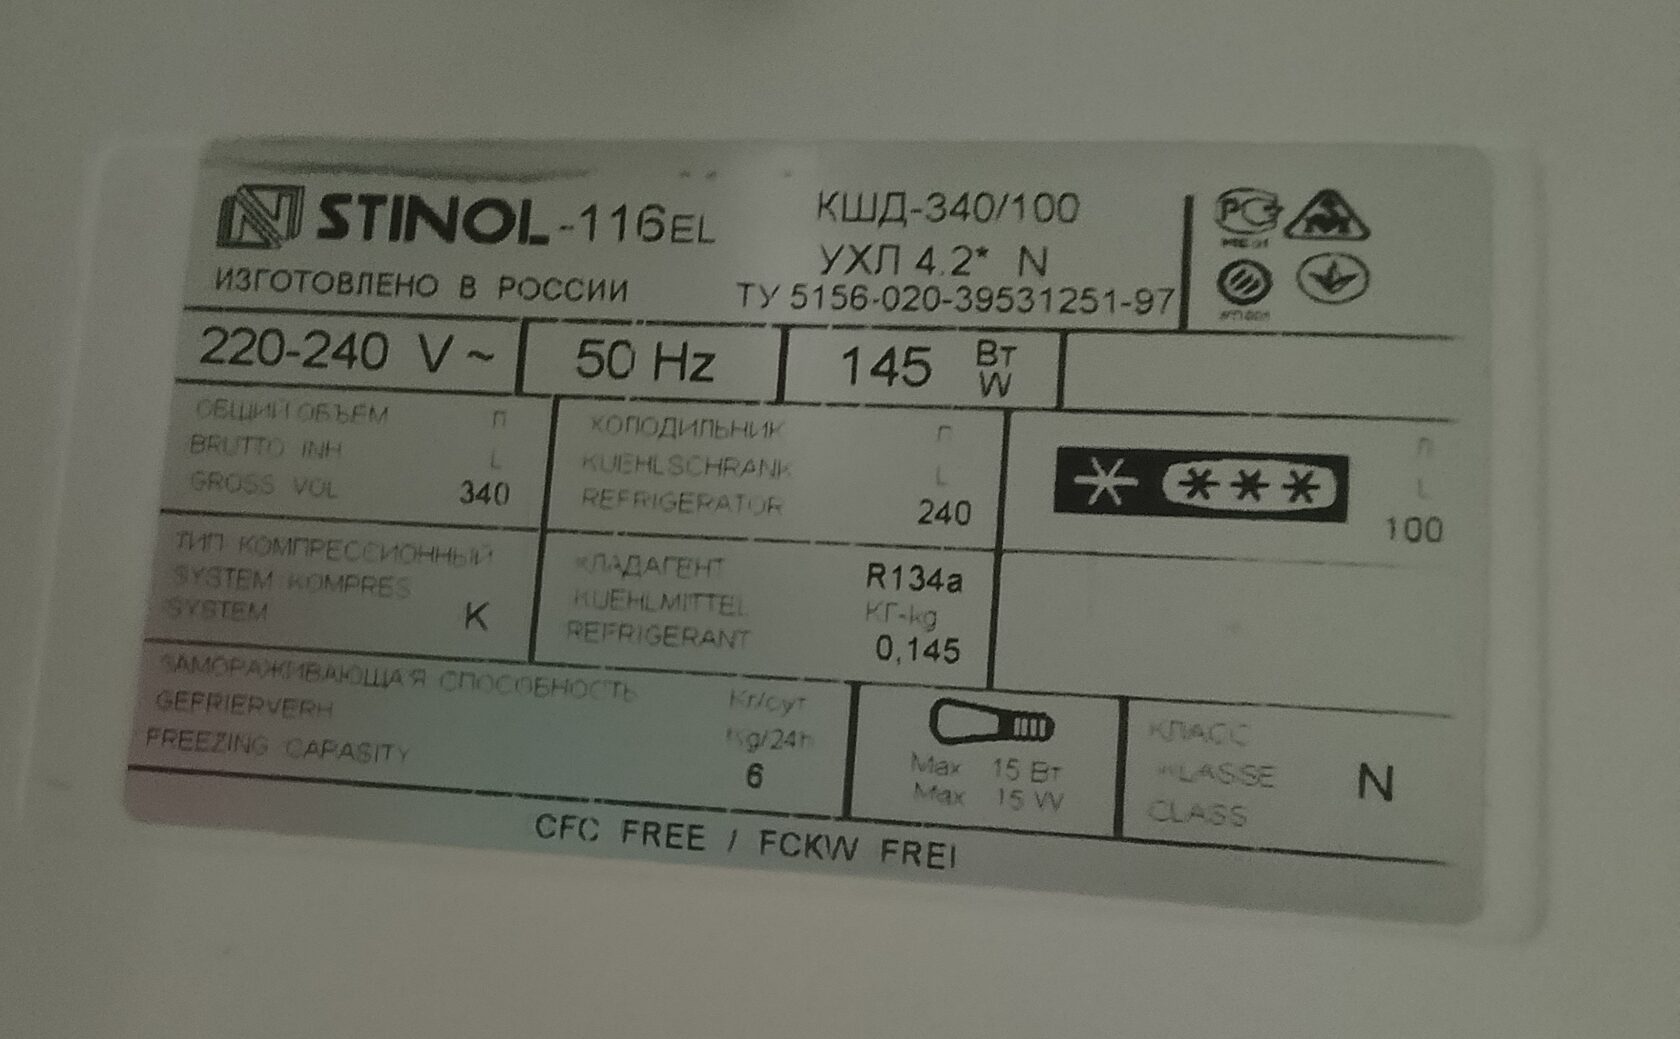 STINOL-116EL
КШД-340/100
УХЛ 4.2* N
ИЗГОТОВЛЕНО В РОССИИ
ТУ 5156-020-39531251-97
РС
220-240 V ~
50 Hz
145 Вт W
ОБЩИЙ ОБЪЕМ Л
BRUTTO INH L
GROSS VOL 340
ХОЛОДИЛЬНИК Л
KUEHLSCHRANK L
REFRIGERATOR 240
Л
L
100
ТИП КОМПРЕССИОННЫЙ
SYSTEM KOMPRES
SYSTEM K
ХЛАДАГЕНТ R134a
KUEHLMITTEL КГ-kg
REFRIGERANT 0,145
ЗАМОРАЖИВАЮЩАЯ СПОСОБНОСТЬ Кг/сут
GEFRIERVERH Kg/24h
FREEZING CAPASITY 6
Max 15 Вт
Max 15 W
КЛАСС
KLASSE N
CLASS
CFC FREE / FCKW FREI